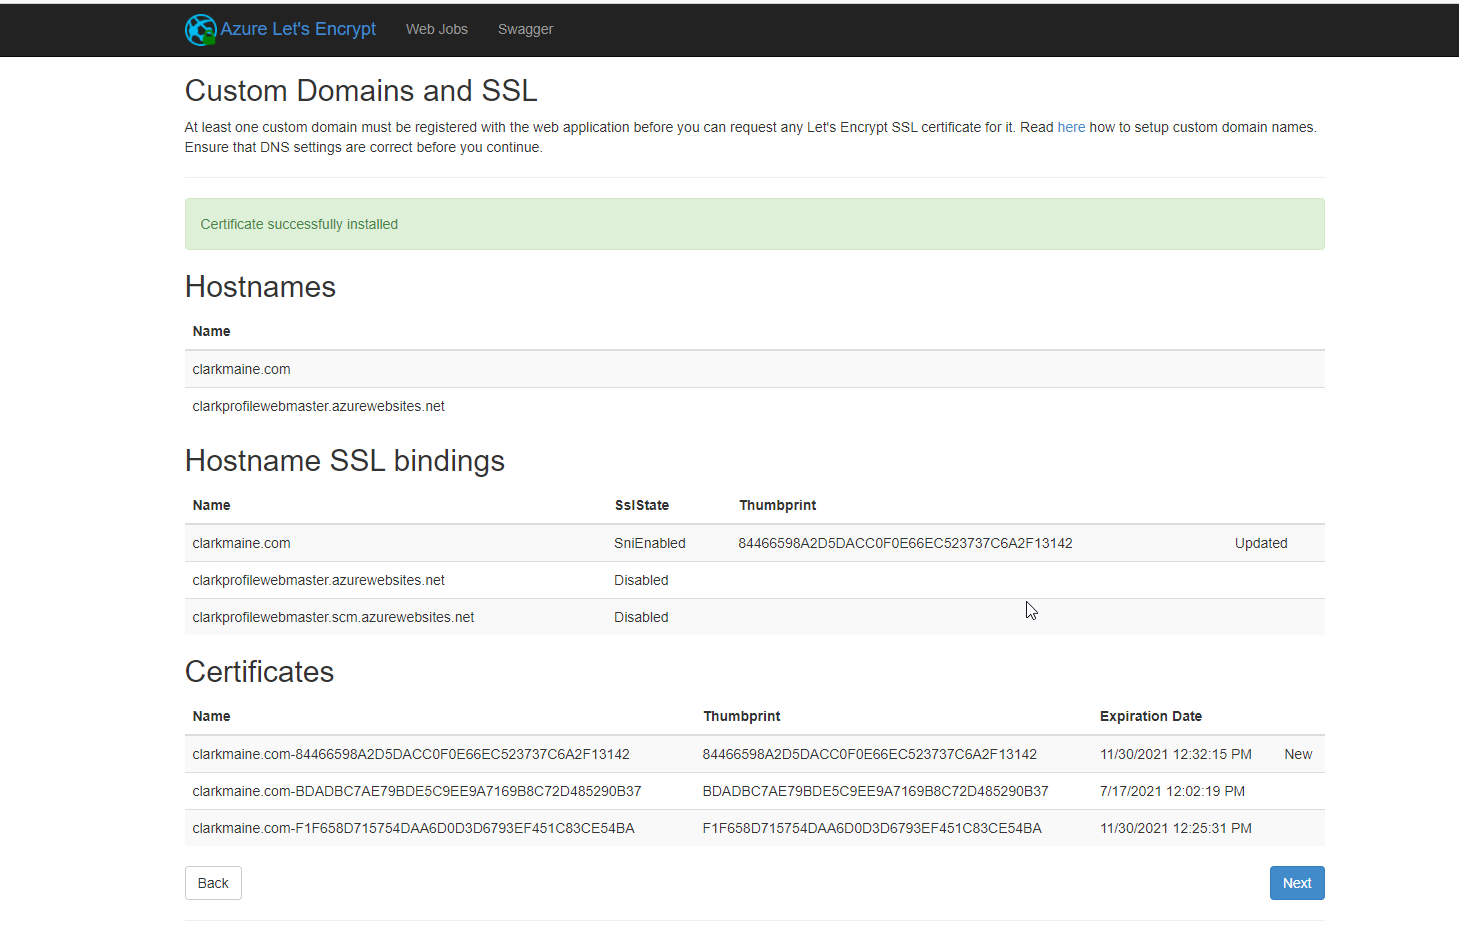 Azure Let's Encrypt Web Jobs Swagger
Custom Domains and SSL
At least one custom domain must be registered with the web application before you can request any Let's Encrypt SSL certificate for it. Read here how to setup custom domain names.
Ensure that DNS settings are correct before you continue.
Certificate successfully installed
Hostnames
Name
clarkmaine.com
clarkprofilewebmaster.azurewebsites.net
Hostname SSL bindings
Name SslState Thumbprint
clarkmaine.com SniEnabled 84466598A2D5DACC0F0E66EC523737C6A2F13142 Updated
clarkprofilewebmaster.azurewebsites.net Disabled
clarkprofilewebmaster.scm.azurewebsites.net Disabled
Certificates
Name Thumbprint Expiration Date
clarkmaine.com-84466598A2D5DACC0F0E66EC523737C6A2F13142 84466598A2D5DACC0F0E66EC523737C6A2F13142 11/30/2021 12:32:15 PM New
clarkmaine.com-BDADBC7AE79BDE5C9EE9A7169B8C72D485290B37 BDADBC7AE79BDE5C9EE9A7169B8C72D485290B37 7/17/2021 12:02:19 PM
clarkmaine.com-F1F658D715754DAA6D0D3D6793EF451C83CE54BA F1F658D715754DAA6D0D3D6793EF451C83CE54BA 11/30/2021 12:25:31 PM
Back Next